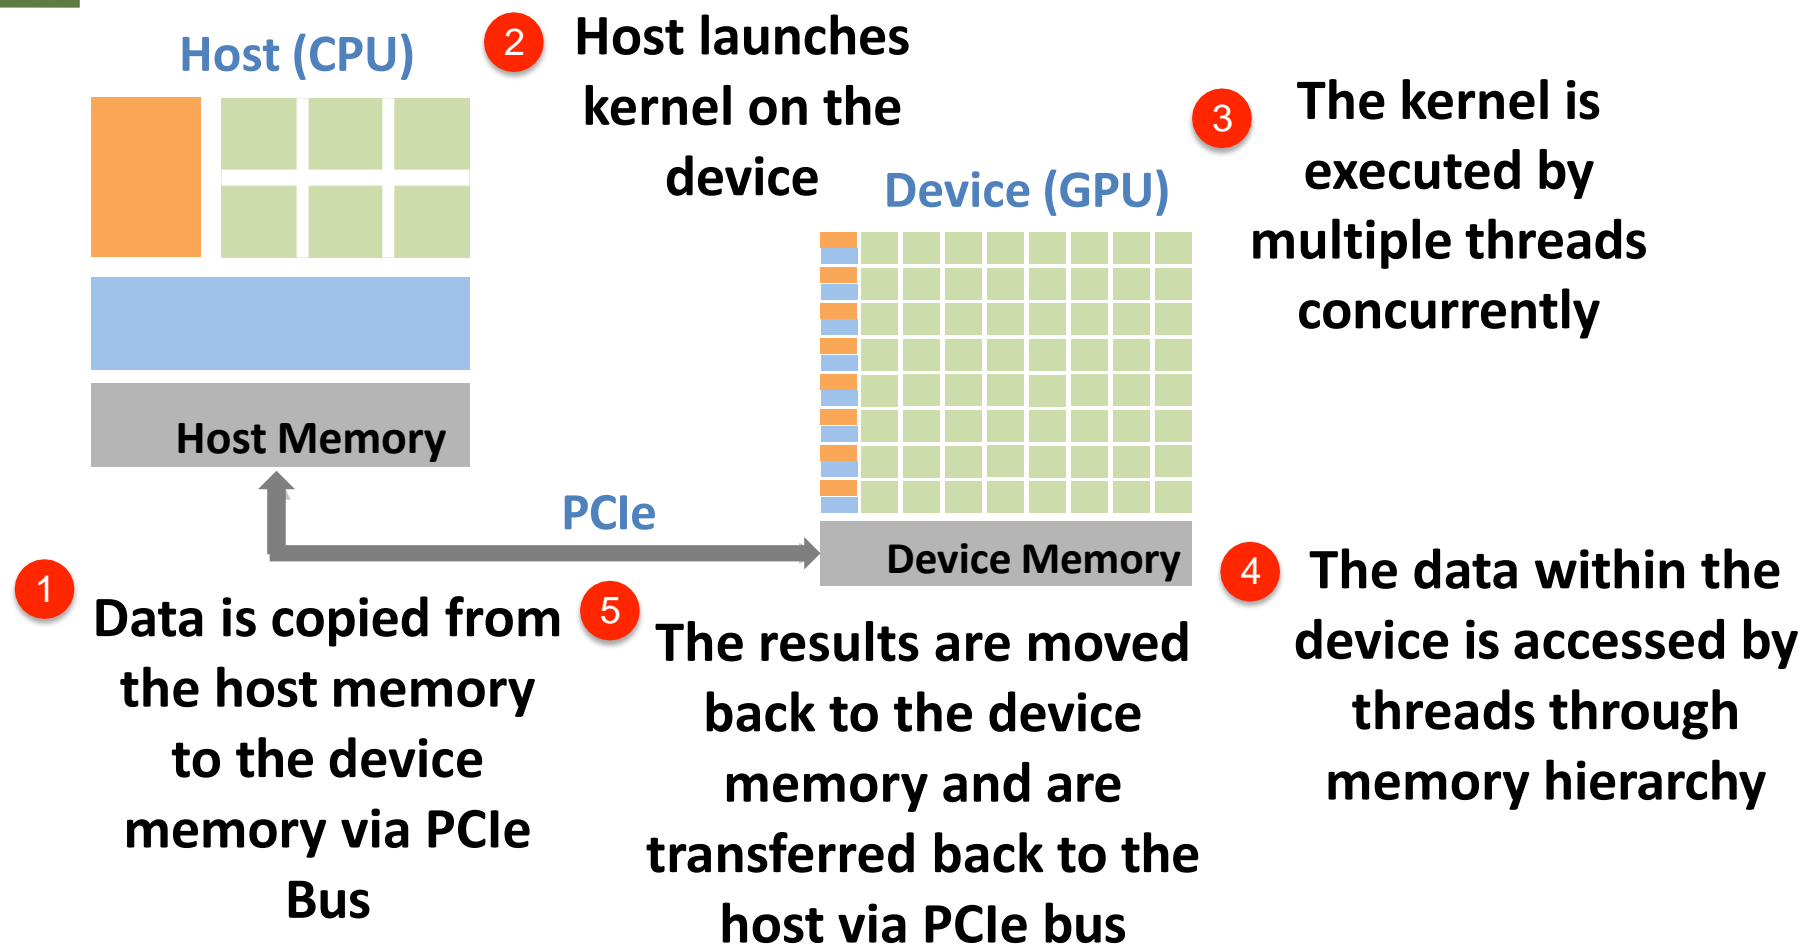 Host (CPU)
2
Host launches
kernel on the
device
3
The kernel is
executed by
multiple threads
concurrently
Device (GPU)
Host Memory
PCIe
Device Memory
1
Data is copied from
the host memory
to the device
memory via PCIe
Bus
5
The results are moved
back to the device
memory and are
transferred back to the
host via PCIe bus
4
The data within the
device is accessed by
threads through
memory hierarchy